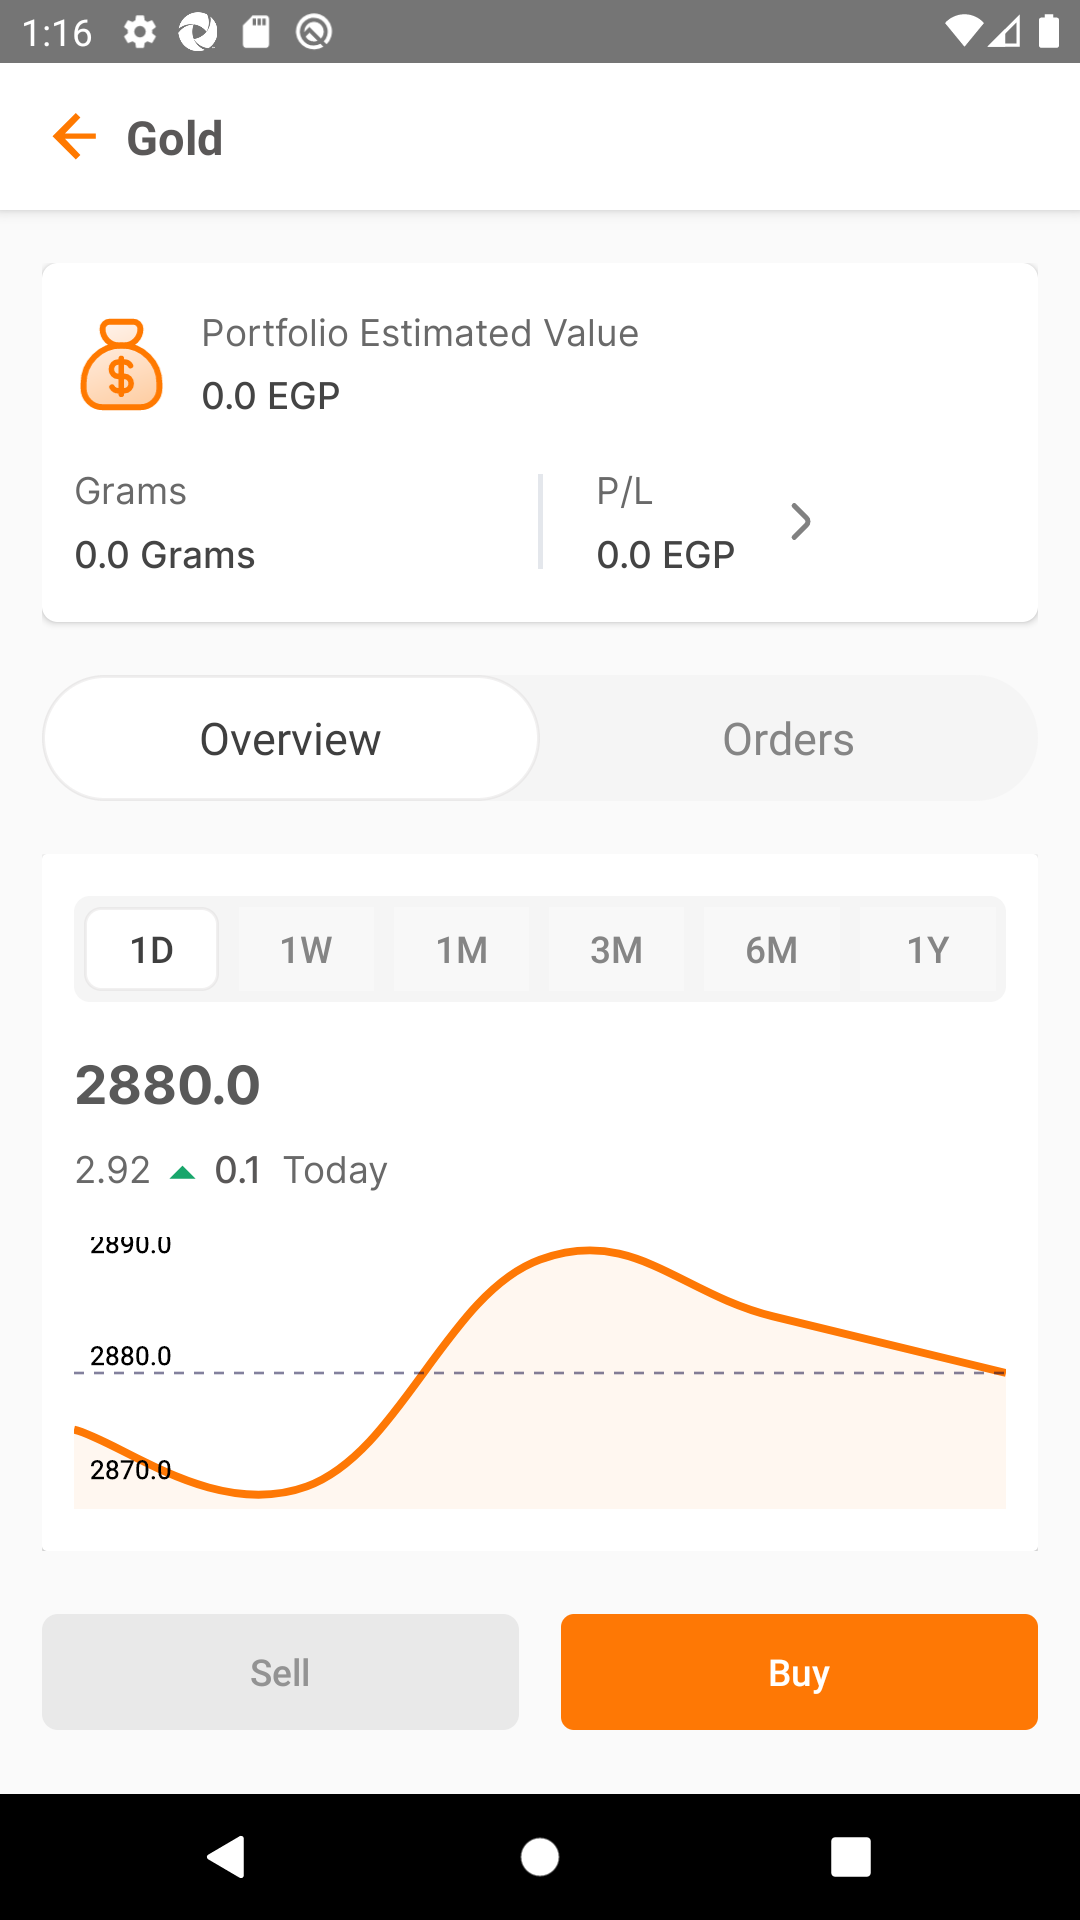 1:16
Gold
Portfolio Estimated Value
$
0.0 EGP
Grams
P/L
0.0 Grams
0.0 EGP
Overview
Orders
1D
1W
1M
3M
6M
1Y
2880.0
2.92
0.1
Today
2890.0
2880.0
2870.0
Sell
Buy